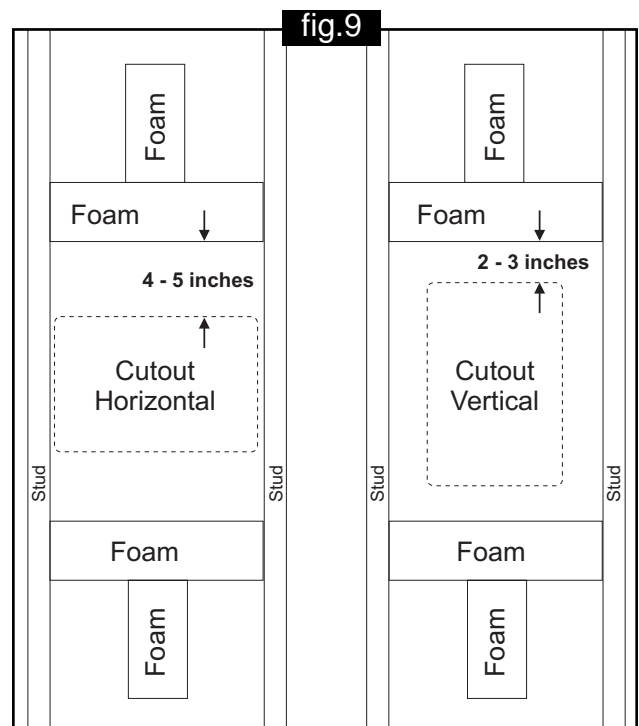 fig.9
Foam
Foam
4 - 5 inches
Cutout
Horizontal
Stud
Stud
Foam
Foam
Foam
Foam
2 - 3 inches
Cutout
Vertical
Stud
Stud
Foam
Foam